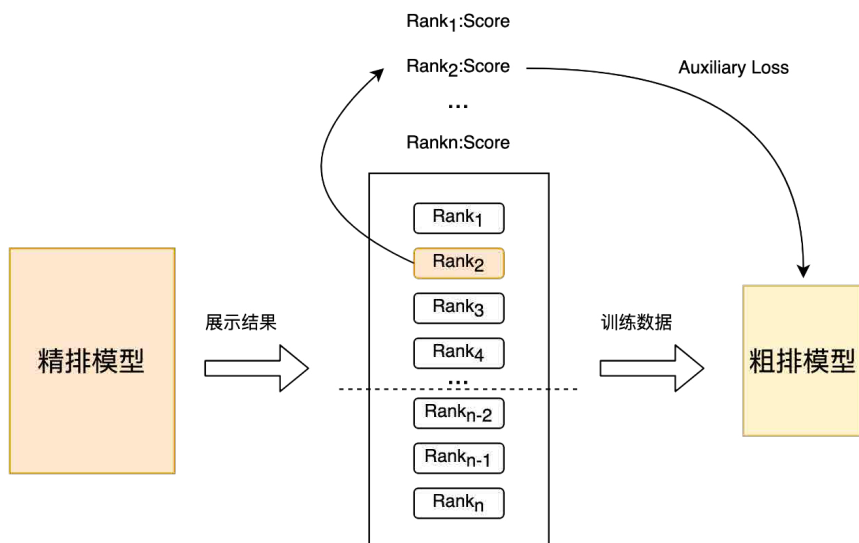 Rank₁:Score
Rank₂:Score
Auxiliary Loss
...
Rankn:Score
Rank₁
Rank₂
Rank₃
Rank₄
...
Rankₙ₋₂
Rankₙ₋₁
Rankₙ
精排模型
展示结果
训练数据
粗排模型